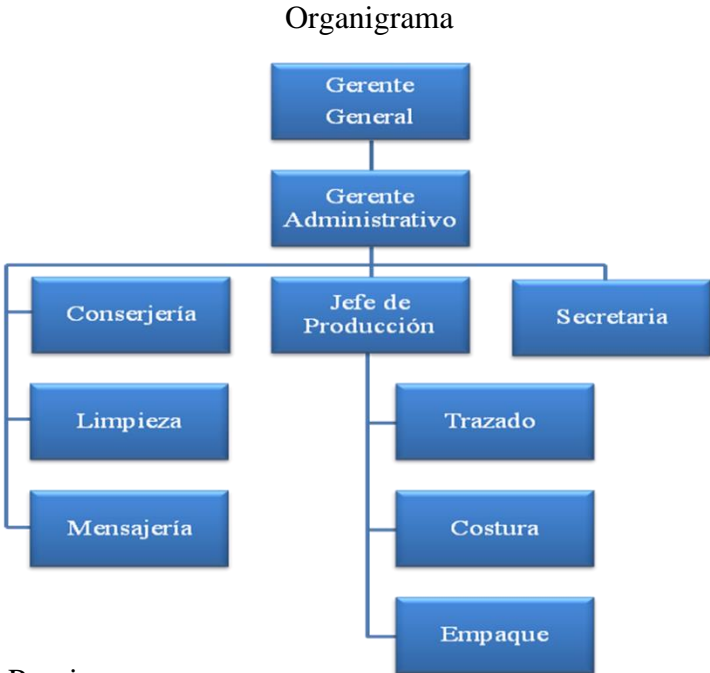 Organigrama
Gerente
General
Gerente
Administrativo
Conserjería
Jefe de
Producción
Secretaria
Limpieza
Trazado
Mensajería
Costura
Empaque